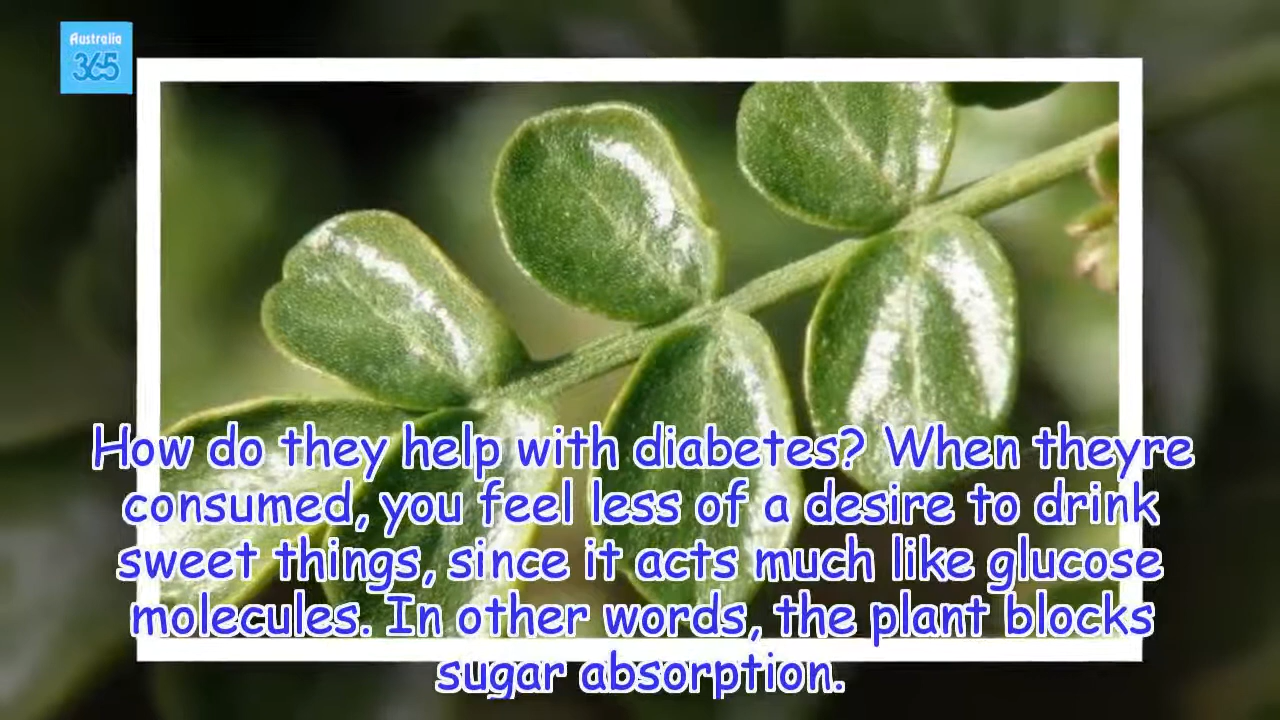 Australia
365
How do they help with diabetes? When theyre
consumed, you feel less of a desire to drink
sweet things, since it acts much like glucose
molecules. In other words, the plant blocks
sugar absorption.